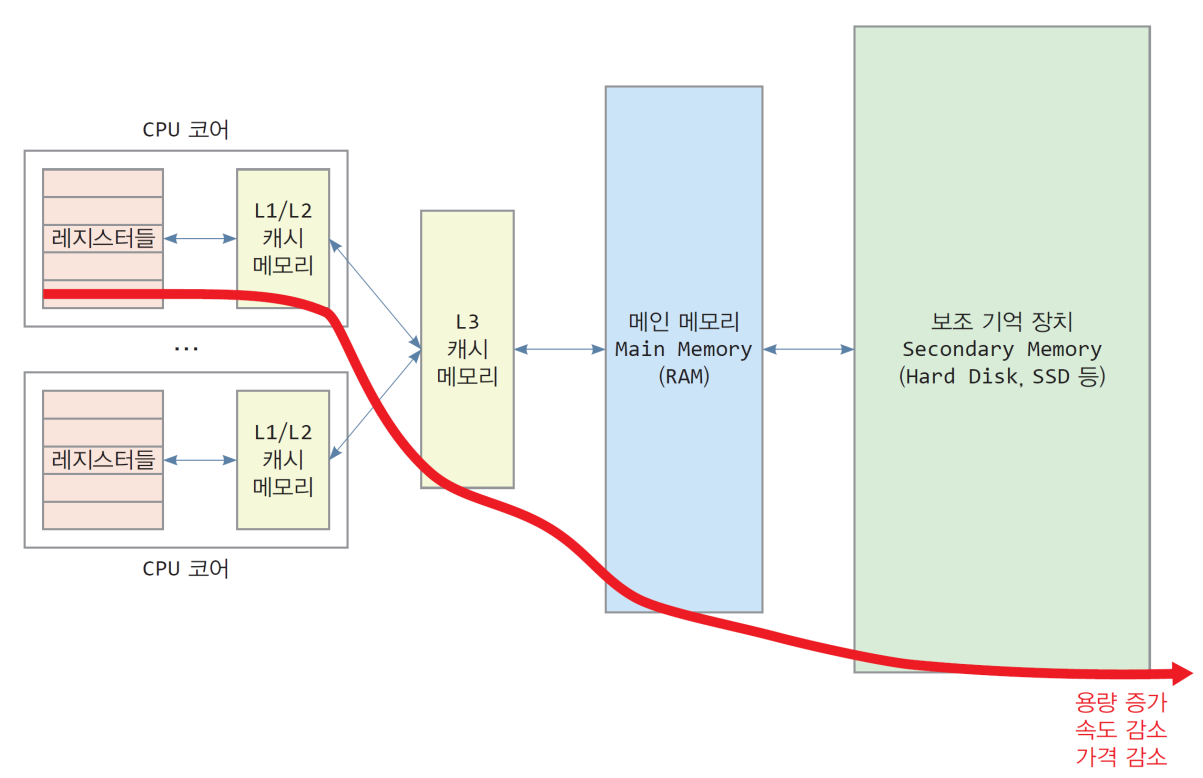 CPU 코어
레지스터들
L1/L2
캐시
메모리
...
레지스터들
L1/L2
캐시
메모리
CPU 코어
L3
캐시
메모리
메인 메모리
Main Memory
(RAM)
보조 기억 장치
Secondary Memory
(Hard Disk, SSD 등)
용량 증가
속도 감소
가격 감소